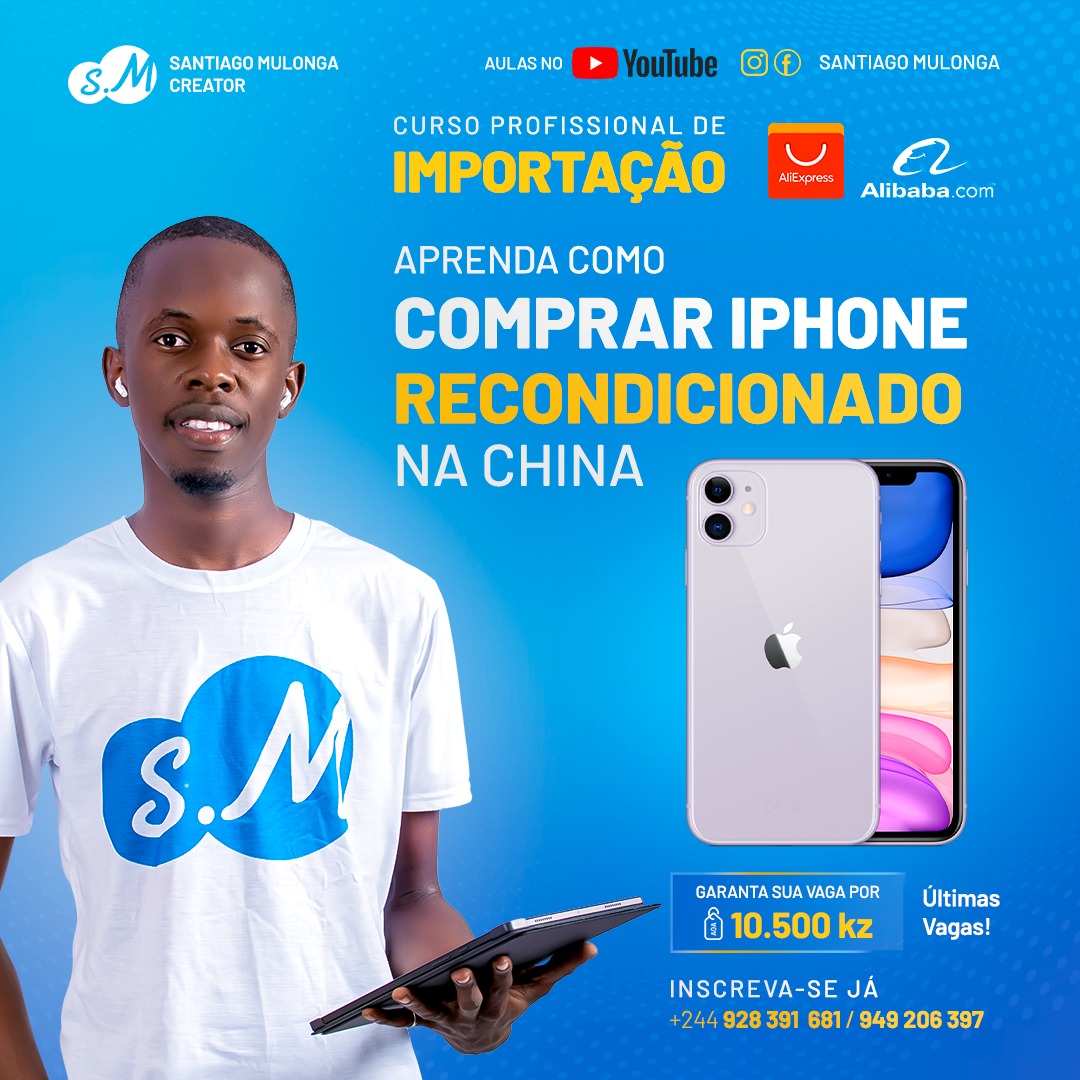 S.M SANTIAGO MULONGA
CREATOR
AULAS NO YouTube SANTIAGO MULONGA
CURSO PROFISSIONAL DE
IMPORTAÇÃO
AliExpress
Alibaba.com
APRENDA COMO
COMPRAR IPHONE
RECONDICIONADO
NA CHINA
S.M
GARANTA SUA VAGA POR
AOA 10.500 kz
Últimas
Vagas!
INSCREVA-SE JÁ
+244 928 391 681 / 949 206 397